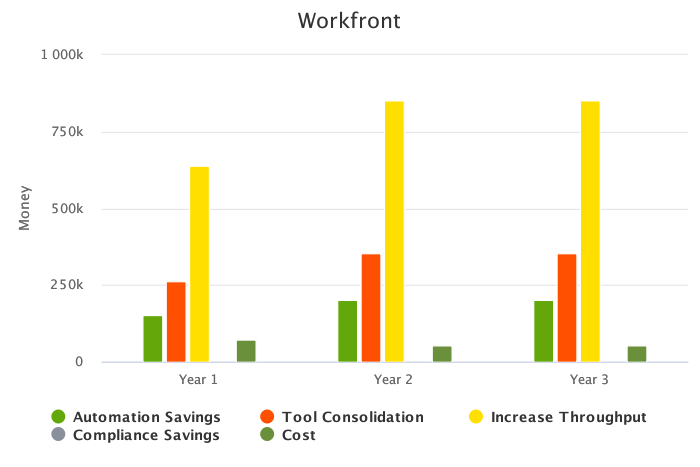 Workfront
1 000k
750k
500k
250k
0
Money
Year 1 Year 2 Year 3
Automation Savings Tool Consolidation Increase Throughput
Compliance Savings Cost